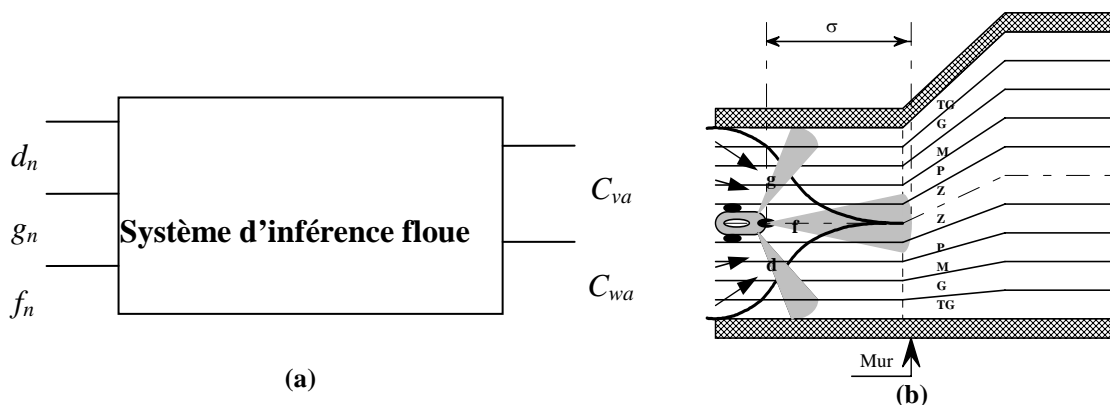 d_n
g_n
f_n
Système d'inférence floue
C_va
C_wa
(a)
σ
TG
G
M
P
Z
Z
P
M
G
TG
g
f
d
Mur
(b)